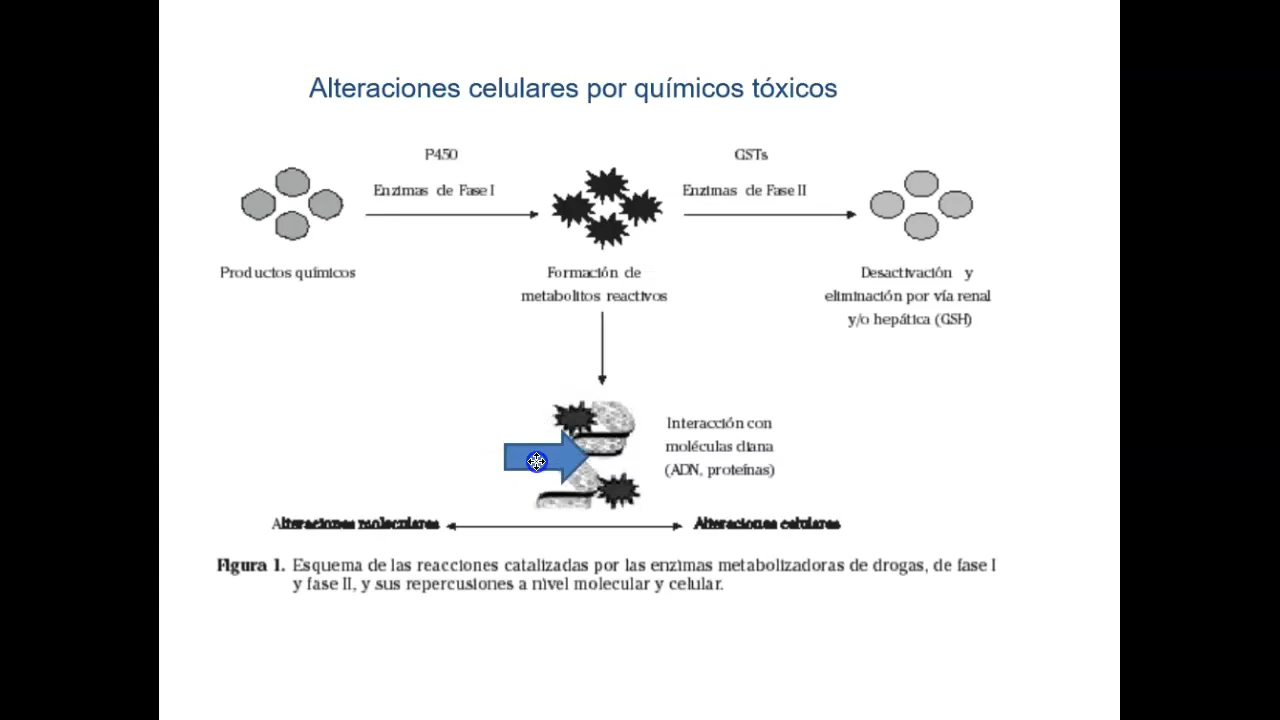 Alteraciones celulares por químicos tóxicos
P450
GSTs
Enzimas de Fase I
Enzimas de Fase II
Productos químicos
Formación de
metabolitos reactivos
Desactivación y
eliminación por vía renal
y/o hepática (GSH)
Interacción con
moléculas diana
(ADN, proteínas)
Alteraciones moleculares
Alteraciones celulares
Figura 1. Esquema de las reacciones catalizadas por las enzimas metabolizadoras de drogas, de fase I
y fase II, y sus repercusiones a nivel molecular y celular.